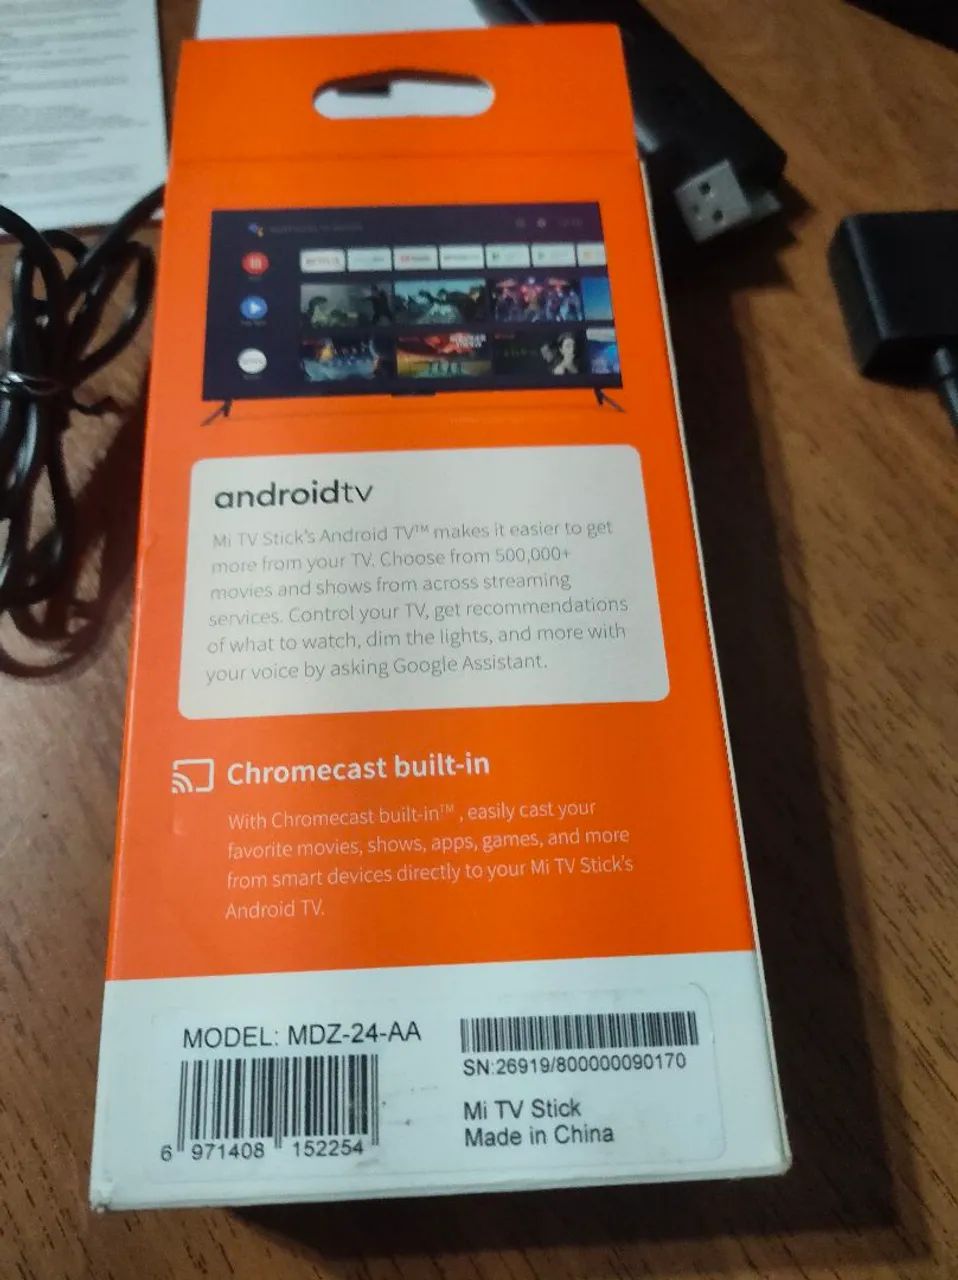 androidtv
Mi TV Stick's Android TV™ makes it easier to get
more from your TV. Choose from 500,000+
movies and shows from across streaming
services. Control your TV, get recommendations
of what to watch, dim the lights, and more with
your voice by asking Google Assistant.
Chromecast built-in
With Chromecast built-in™, easily cast your
favorite movies, shows, apps, games, and more
from smart devices directly to your Mi TV Stick's
Android TV.
MODEL: MDZ-24-AA
6 971408 152254
SN:26919/800000090170
Mi TV Stick
Made in China